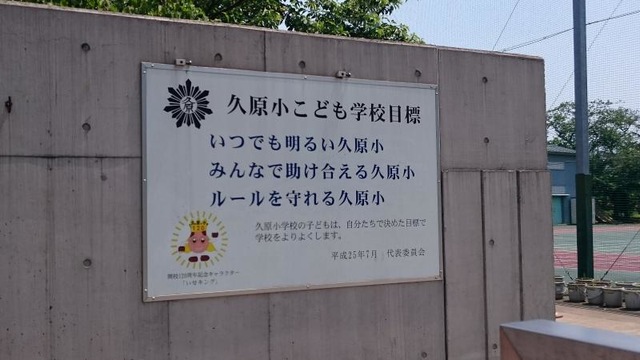 久原小こども学校目標
いつでも明るい久原小
みんなで助け合える久原小
ルールを守れる久原小
久原小学校の子どもは、自分たちで決めた目標で
学校をよりよくします。
平成25年7月 代表委員会
開校120周年記念キャラクター
「いせキング」